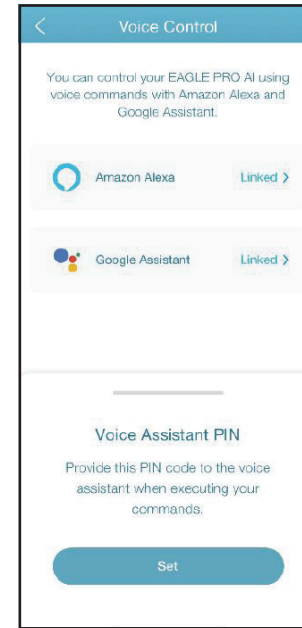 Voice Control
You can control your EAGLE PRO AI using
voice commands with Amazon Alexa and
Google Assistant.
Amazon Alexa Linked >
Google Assistant Linked >
Voice Assistant PIN
Provide this PIN code to the voice
assistant when executing your
commands.
Set